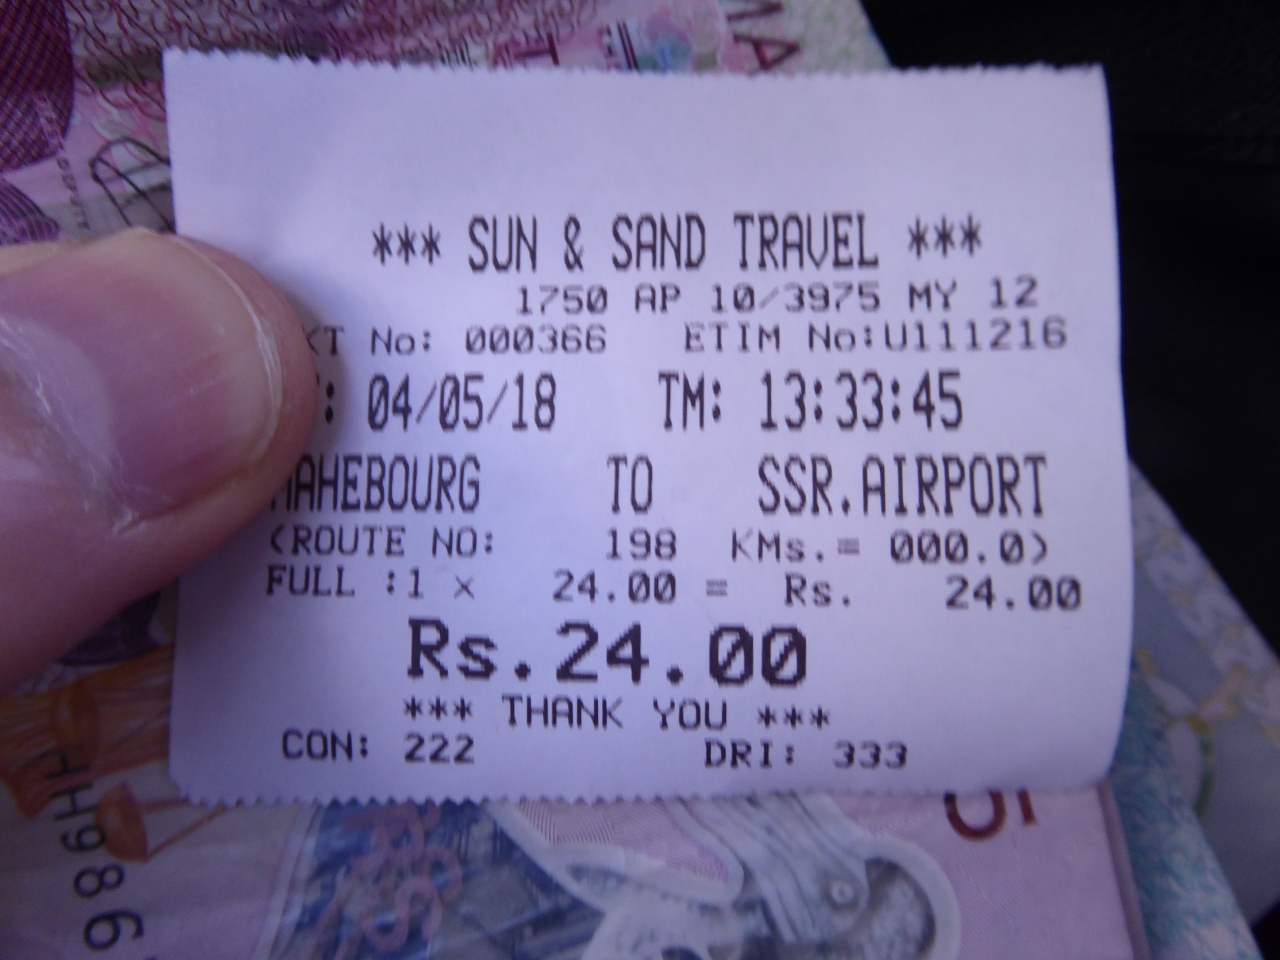 *** SUN & SAND TRAVEL ***
1750 AP 10/3975 MY 12
KT No: 000366 ETIM No:U111216
: 04/05/18 TM: 13:33:45
MAHEBOURG TO SSR.AIRPORT
(ROUTE NO: 198 KMs.= 000.0)
FULL :1 x 24.00 = Rs. 24.00
Rs.24.00
*** THANK YOU ***
CON: 222 DRI: 333